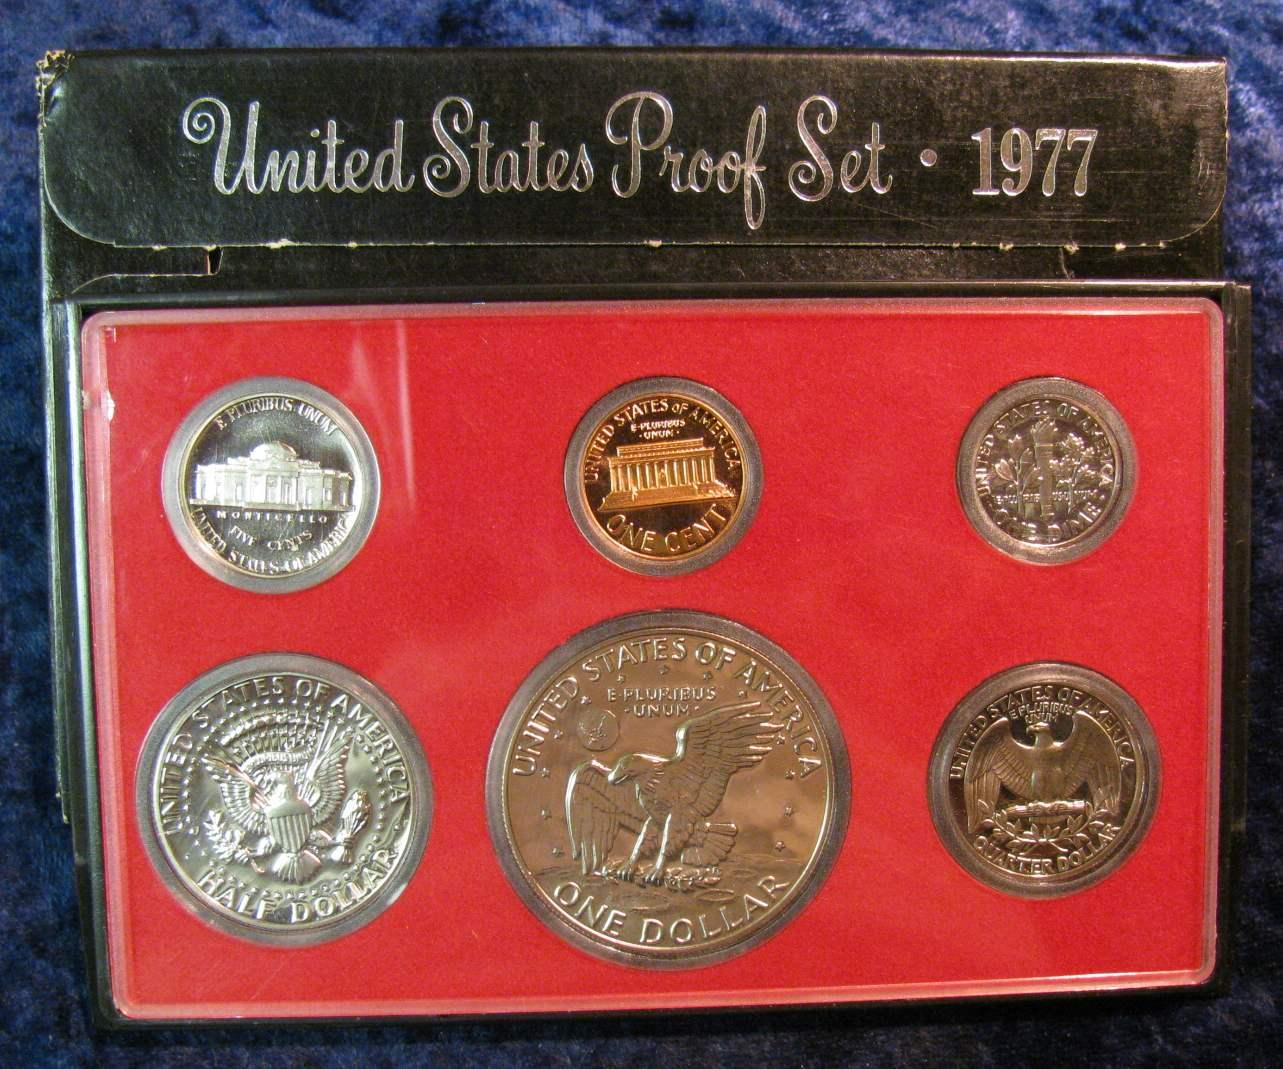 United States Proof Set · 1977
E PLURIBUS UNUM
MONTICELLO
FIVE CENTS
UNITED STATES OF AMERICA
UNITED STATES OF AMERICA
E·PLURIBUS
·UNUM·
ONE CENT
UNITED STATES OF AMERICA
ONE DIME
UNITED STATES OF AMERICA
HALF DOLLAR
UNITED STATES OF AMERICA
E·PLURIBUS
·UNUM·
ONE DOLLAR
UNITED STATES OF AMERICA
E PLURIBUS
UNUM
QUARTER DOLLAR